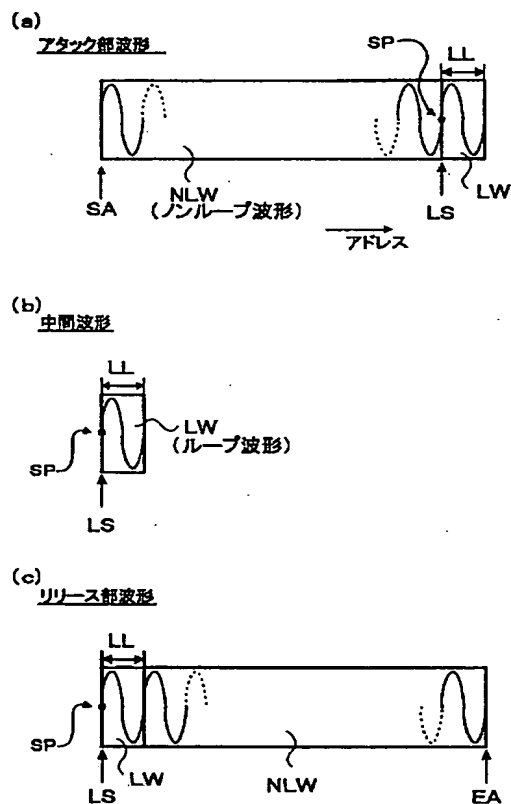 (a)
アタック部波形
SP
LL
SA
NLW
(ノンループ波形)
アドレス
LS
LW
(b)
中間波形
LL
LW
(ループ波形)
SP
LS
(c)
リリース部波形
LL
SP
LS
LW
NLW
EA